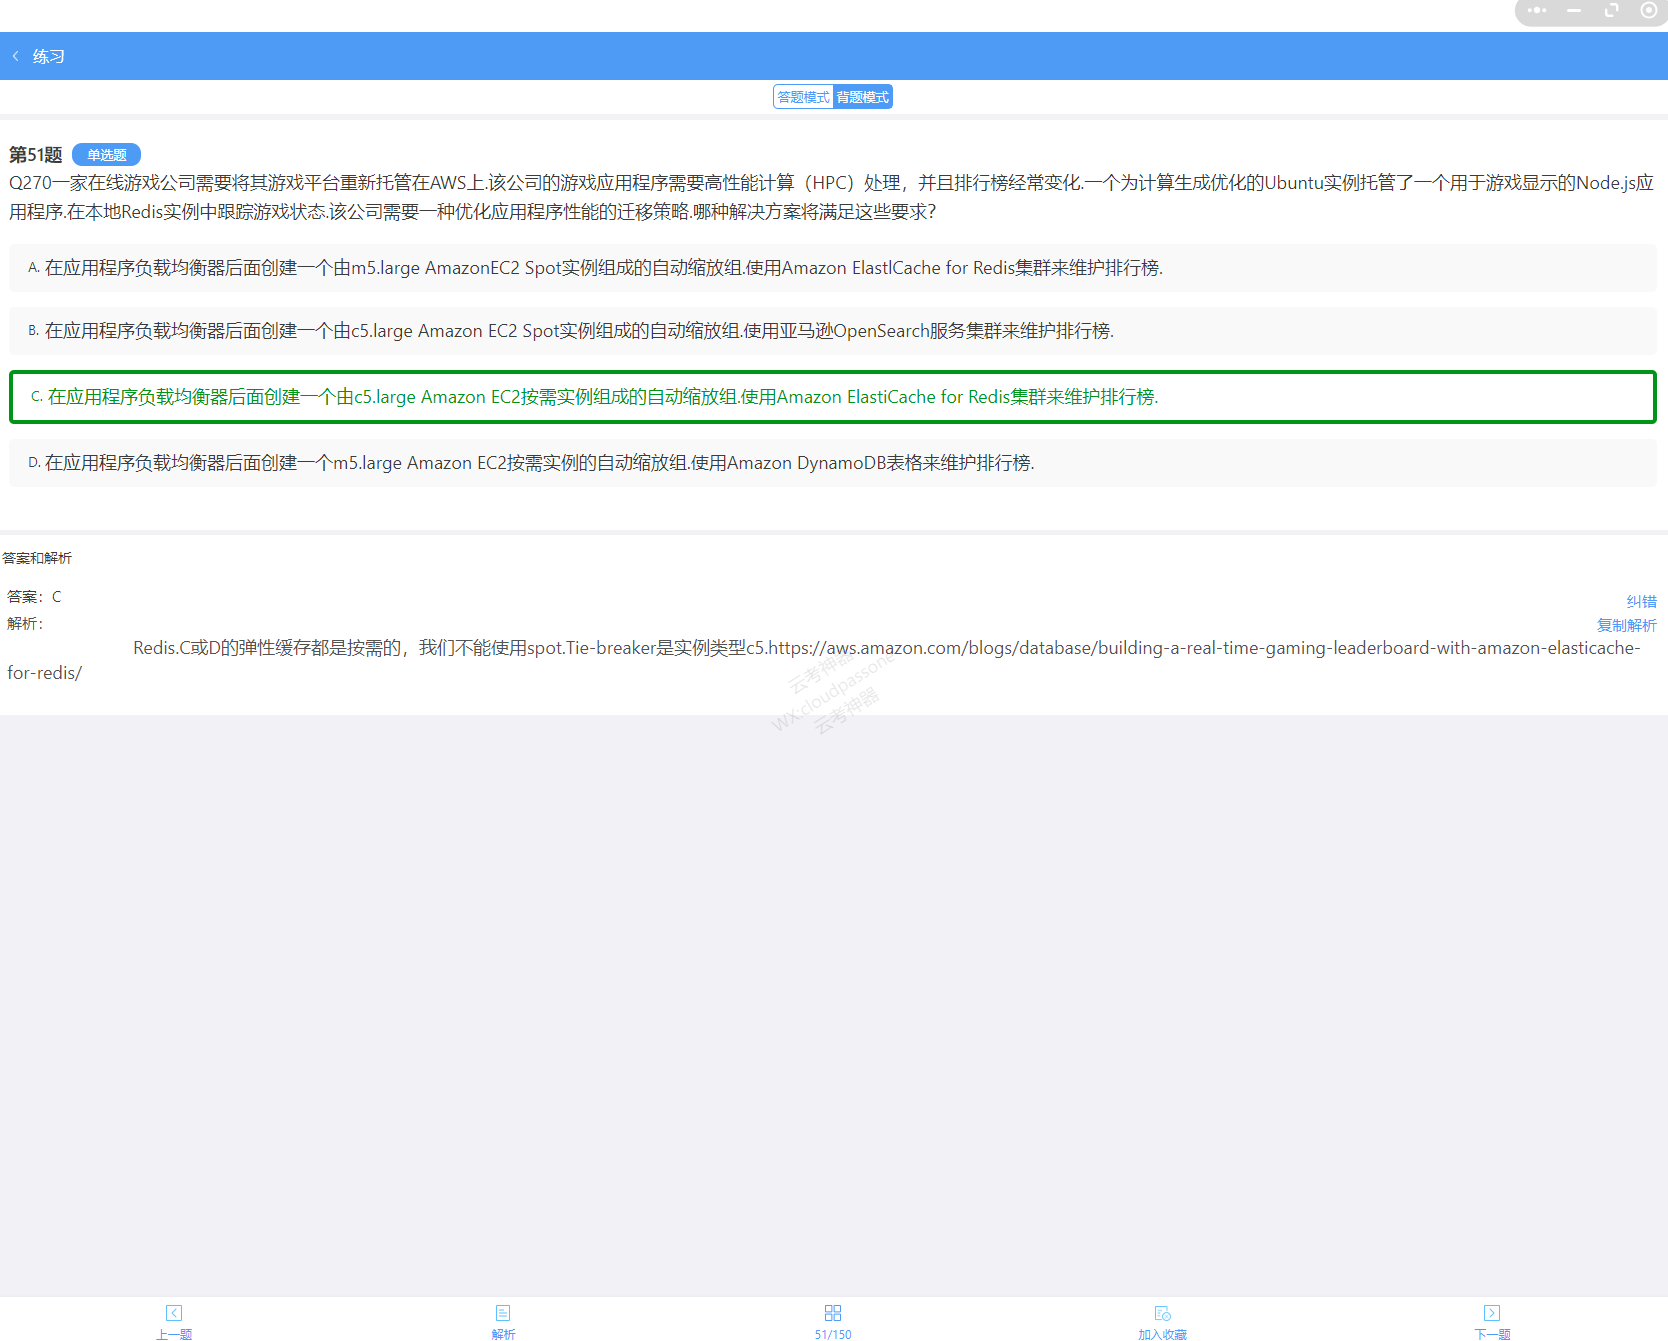 练习
答题模式 背题模式
第51题 单选题
Q270一家在线游戏公司需要将其游戏平台重新托管在AWS上.该公司的游戏应用程序需要高性能计算（HPC）处理，并且排行榜经常变化.一个为计算生成优化的Ubuntu实例托管了一个用于游戏显示的Node.js应
用程序.在本地Redis实例中跟踪游戏状态.该公司需要一种优化应用程序性能的迁移策略.哪种解决方案将满足这些要求？
A. 在应用程序负载均衡器后面创建一个由m5.large AmazonEC2 Spot实例组成的自动缩放组.使用Amazon ElastlCache for Redis集群来维护排行榜.
B. 在应用程序负载均衡器后面创建一个由c5.large Amazon EC2 Spot实例组成的自动缩放组.使用亚马逊OpenSearch服务集群来维护排行榜.
C. 在应用程序负载均衡器后面创建一个由c5.large Amazon EC2按需实例组成的自动缩放组.使用Amazon ElastiCache for Redis集群来维护排行榜.
D. 在应用程序负载均衡器后面创建一个m5.large Amazon EC2按需实例的自动缩放组.使用Amazon DynamoDB表格来维护排行榜.
答案和解析
答案：C
纠错
解析：
复制解析
Redis.C或D的弹性缓存都是按需的，我们不能使用spot.Tie-breaker是实例类型c5.https://aws.amazon.com/blogs/database/building-a-real-time-gaming-leaderboard-with-amazon-elasticache-
for-redis/
云考神器
WX:cloudpassone
云考神器
上一题 解析 51/150 加入收藏 下一题